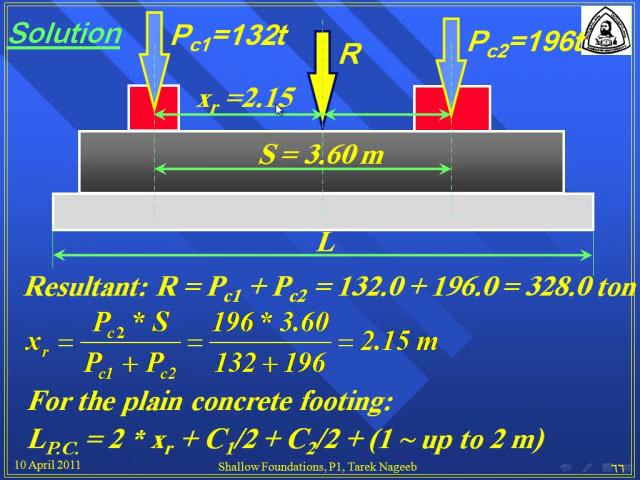 Solution
Pc1=132t
R
Pc2=196t
xr =2.15
S = 3.60 m
L
Resultant: R = Pc1 + Pc2 = 132.0 + 196.0 = 328.0 ton
xr = Pc2 * S / Pc1 + Pc2 = 196 * 3.60 / 132 + 196 = 2.15 m
For the plain concrete footing:
LP.C. = 2 * xr + C1/2 + C2/2 + (1 ~ up to 2 m)
10 April 2011
Shallow Foundations, P1, Tarek Nageeb
٦٦